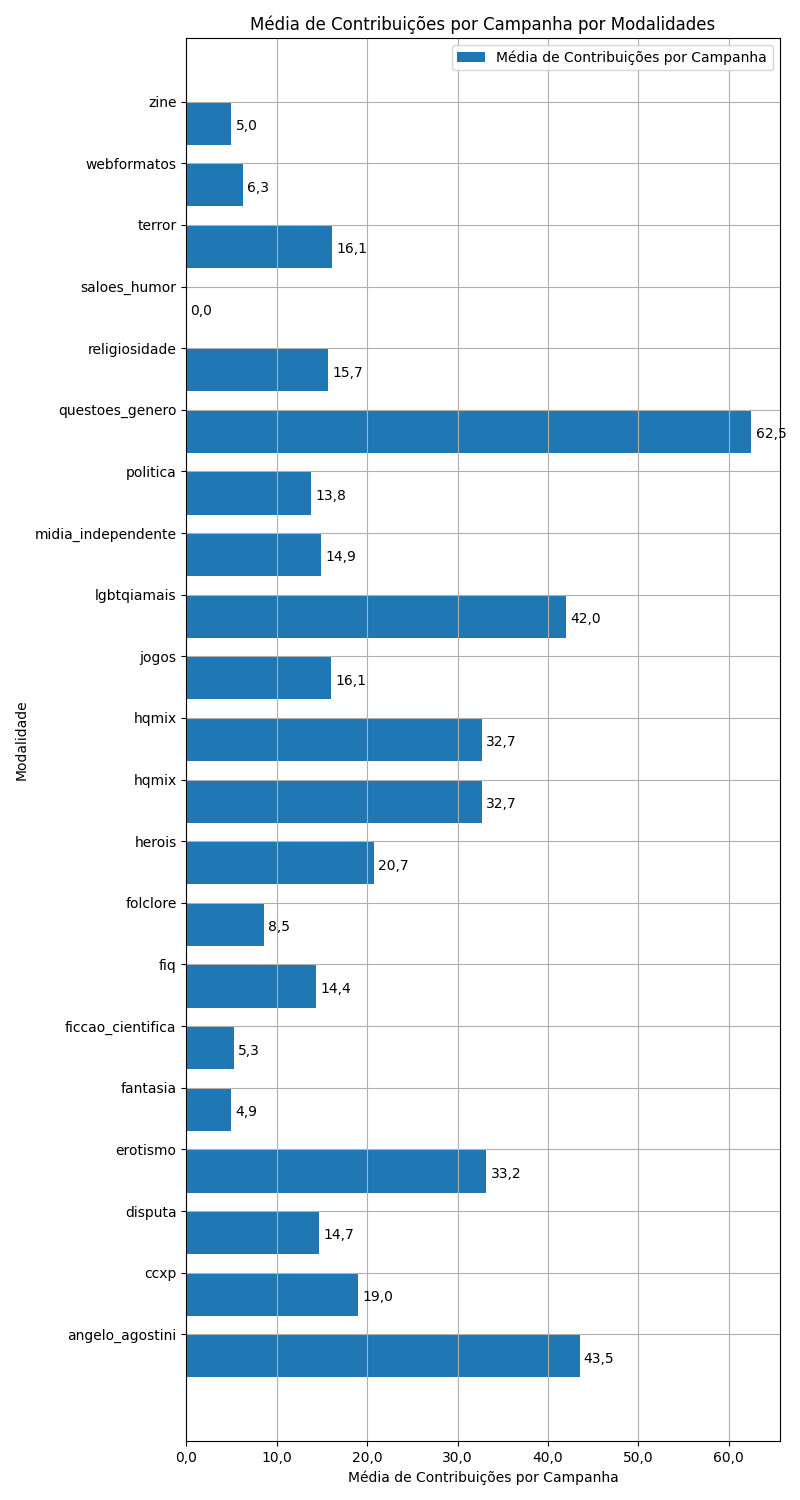 Média de Contribuições por Campanha por Modalidades
Média de Contribuições por Campanha
zine
5,0
webformatos
6,3
terror
16,1
saloes_humor
0,0
religiosidade
15,7
questoes_genero
62,5
politica
13,8
midia_independente
14,9
lgbtqiamais
42,0
jogos
16,1
hqmix
32,7
hqmix
32,7
herois
20,7
folclore
8,5
fiq
14,4
ficcao_cientifica
5,3
fantasia
4,9
erotismo
33,2
disputa
14,7
ccxp
19,0
angelo_agostini
43,5
Modalidade
0,0 10,0 20,0 30,0 40,0 50,0 60,0
Média de Contribuições por Campanha